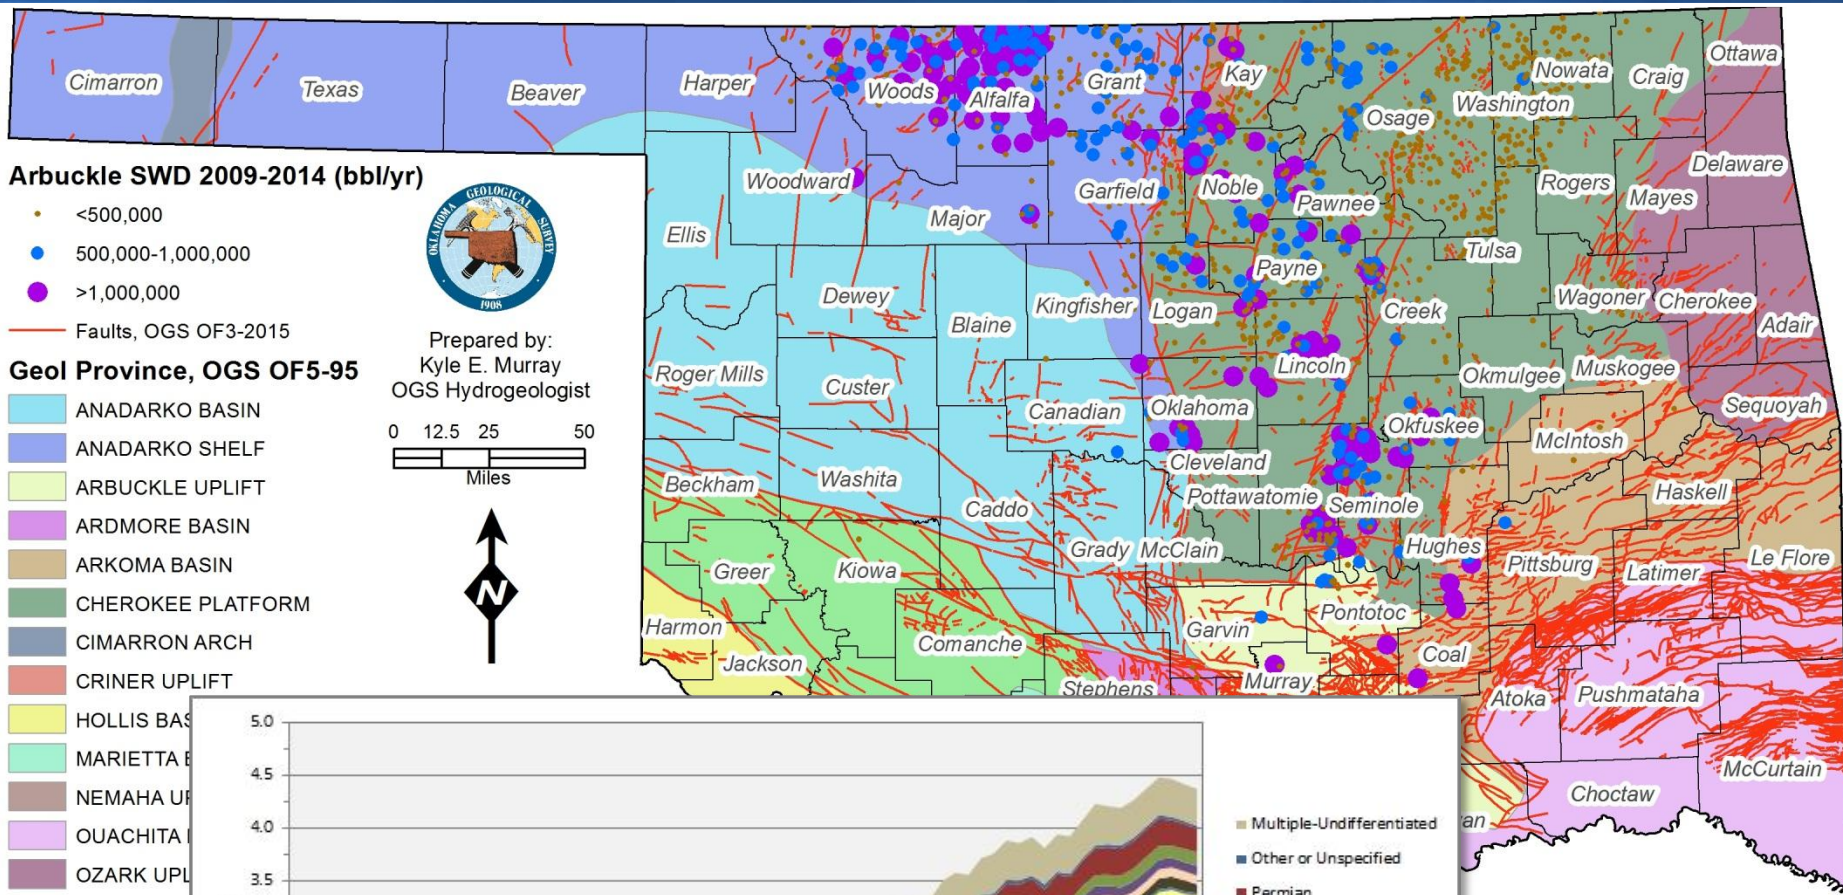 Cimarron
Texas
Beaver
Harper
Woods
Alfalfa
Grant
Kay
Osage
Washington
Nowata
Craig
Ottawa
Arbuckle SWD 2009-2014 (bbl/yr)
<500,000
500,000-1,000,000
>1,000,000
Faults, OGS OF3-2015
Geol Province, OGS OF5-95
ANADARKO BASIN
ANADARKO SHELF
ARBUCKLE UPLIFT
ARDMORE BASIN
ARKOMA BASIN
CHEROKEE PLATFORM
CIMARRON ARCH
CRINER UPLIFT
HOLLIS BAS
MARIETTA
NEMAHA
OUACHITA
OZARK UPL
OKLAHOMA GEOLOGICAL SURVEY
1908
Prepared by:
Kyle E. Murray
OGS Hydrogeologist
0 12.5 25 50
Miles
N
Woodward
Major
Garfield
Noble
Pawnee
Rogers
Mayes
Delaware
Ellis
Dewey
Blaine
Kingfisher
Logan
Payne
Creek
Tulsa
Wagoner
Cherokee
Adair
Roger Mills
Custer
Canadian
Oklahoma
Lincoln
Okfuskee
Okmulgee
Muskogee
Sequoyah
McIntosh
Beckham
Washita
Caddo
Grady
McClain
Cleveland
Pottawatomie
Seminole
Hughes
Haskell
Pittsburg
Latimer
Le Flore
Greer
Kiowa
Harmon
Jackson
Comanche
Stephens
Garvin
Murray
Pontotoc
Coal
Atoka
Pushmataha
McCurtain
Choctaw
an
5.0
4.5
4.0
3.5
Multiple-Undifferentiated
Other or Unspecified
Permian